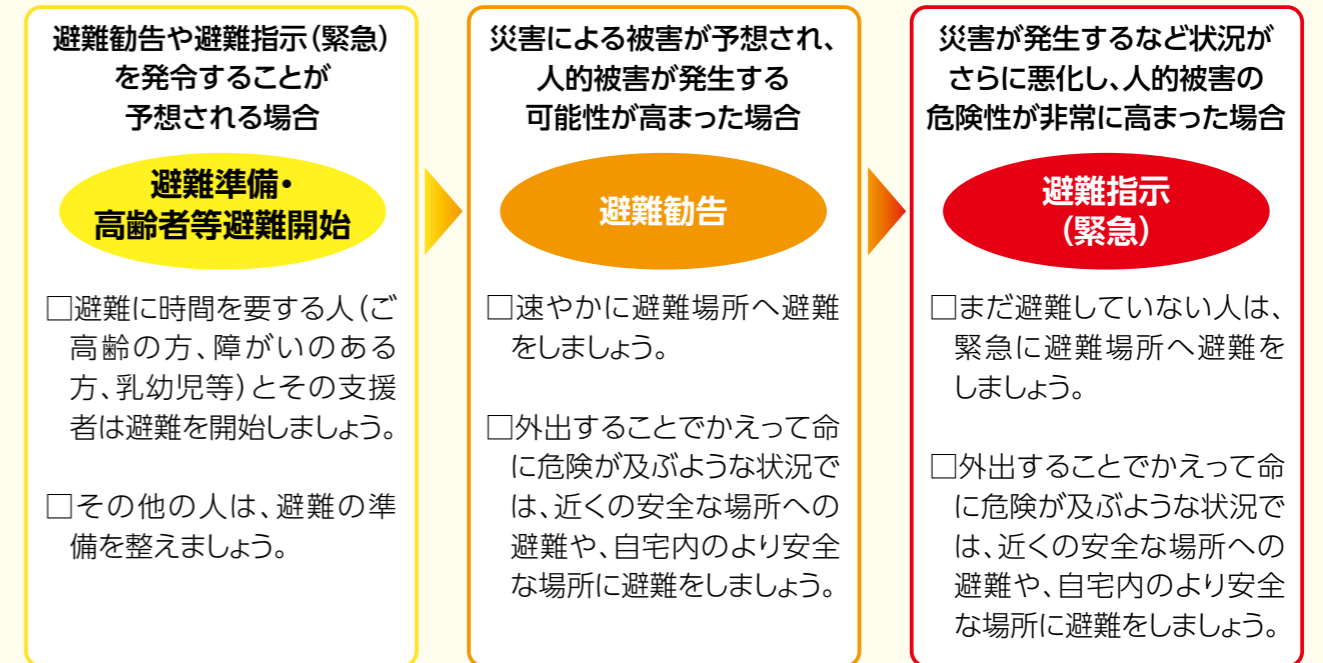 避難勧告や避難指示(緊急)
を発令することが
予想される場合
避難準備・
高齢者等避難開始
□避難に時間を要する人(ご
高齢の方、障がいのある
方、乳幼児等)とその支援
者は避難を開始しましょう。
□その他の人は、避難の準
備を整えましょう。
災害による被害が予想され、
人的被害が発生する
可能性が高まった場合
避難勧告
□速やかに避難場所へ避難
をしましょう。
□外出することでかえって命
に危険が及ぶような状況で
は、近くの安全な場所への
避難や、自宅内のより安全
な場所に避難をしましょう。
災害が発生するなど状況が
さらに悪化し、人的被害の
危険性が非常に高まった場合
避難指示
(緊急)
□まだ避難していない人は、
緊急に避難場所へ避難を
しましょう。
□外出することでかえって命
に危険が及ぶような状況で
は、近くの安全な場所への
避難や、自宅内のより安全
な場所に避難をしましょう。